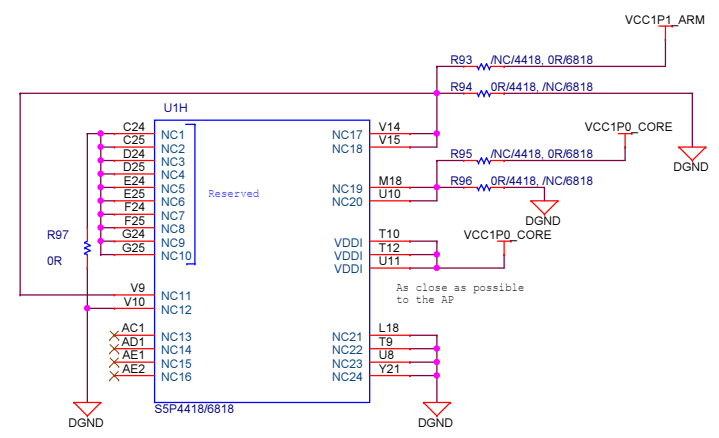 VCC1P1_ARM
R93 /NC/4418, 0R/6818
R94 0R/4418, /NC/6818
U1H
VCC1P0_CORE
DGND
C24 NC1
C25 NC2
D24 NC3
D25 NC4
E24 NC5
E25 NC6
F24 NC7
F25 NC8
G24 NC9
G25 NC10
Reserved
R97
0R
V9 NC11
V10 NC12
AC1 NC13
AD1 NC14
AE1 NC15
AE2 NC16
NC17 V14
NC18 V15
R95 /NC/4418, 0R/6818
NC19 M18
NC20 U10
R96 0R/4418, /NC/6818
DGND
VCC1P0_CORE
VDDI T10
VDDI T12
VDDI U11
As close as possible
to the AP
NC21 L18
NC22 T9
NC23 U8
NC24 Y21
S5P4418/6818
DGND
DGND